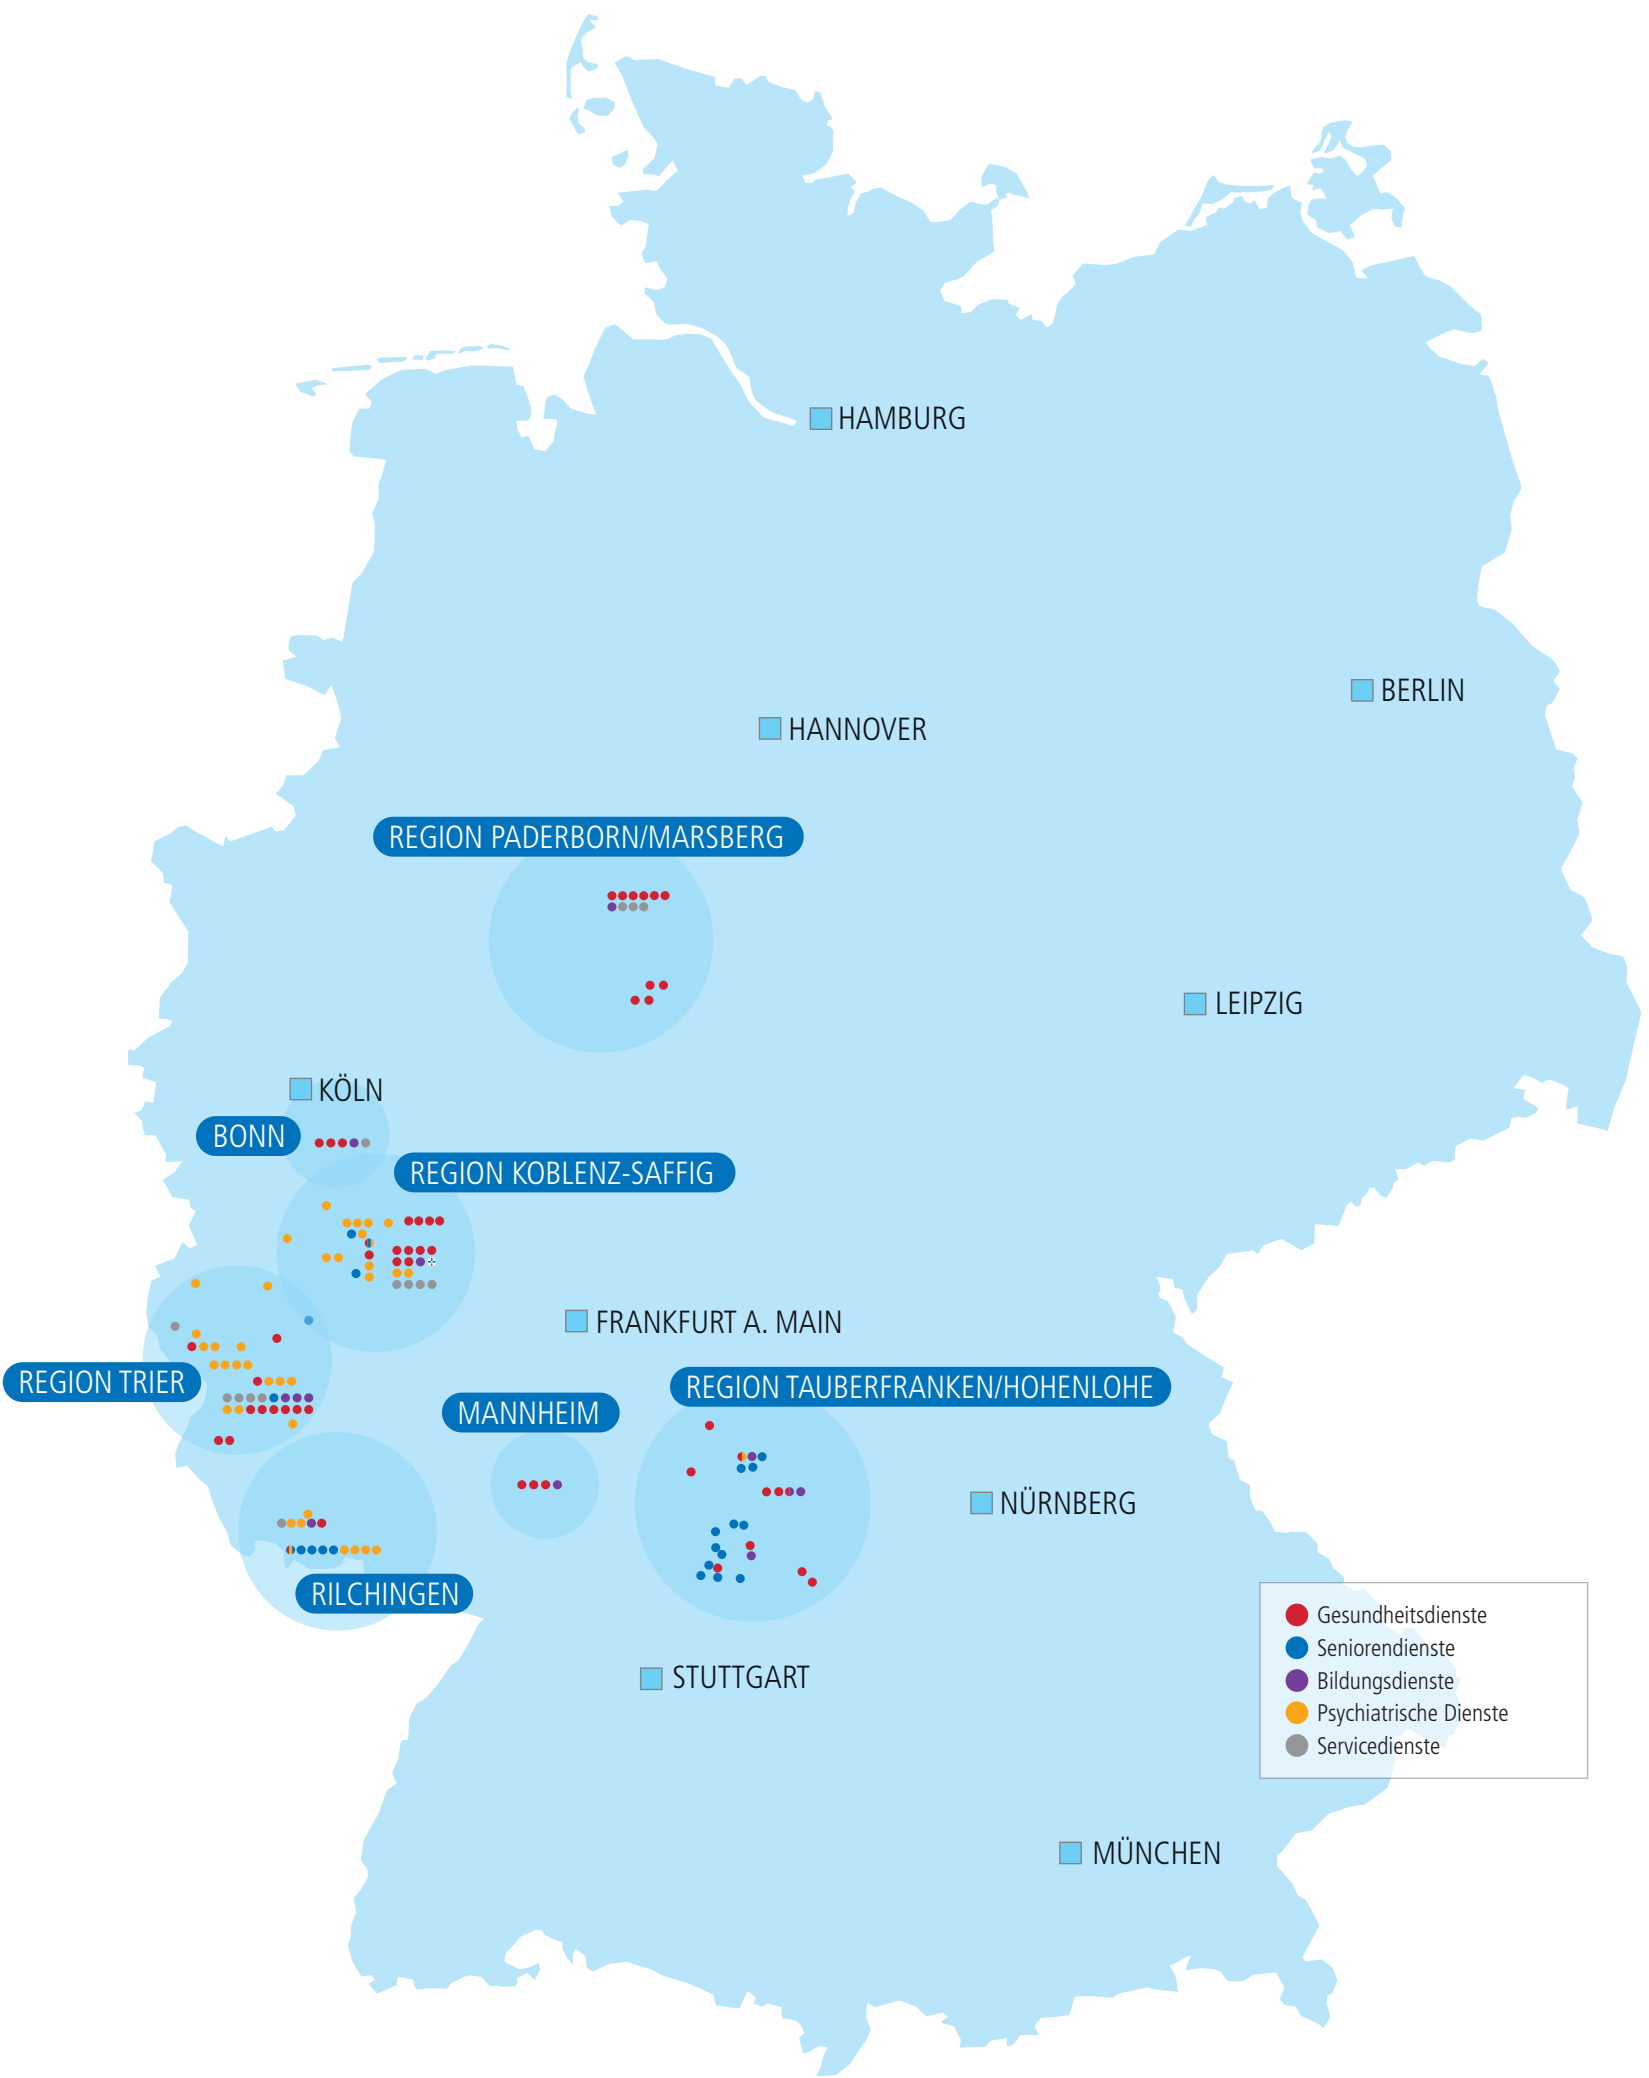 HAMBURG
BERLIN
HANNOVER
REGION PADERBORN/MARSBERG
LEIPZIG
KÖLN
BONN
REGION KOBLENZ-SAFFIG
FRANKFURT A. MAIN
REGION TRIER
REGION TAUBERFRANKEN/HOHENLOHE
MANNHEIM
NÜRNBERG
RILCHINGEN
STUTTGART
Gesundheitsdienste
Seniorendienste
Bildungsdienste
Psychiatrische Dienste
Servicedienste
MÜNCHEN